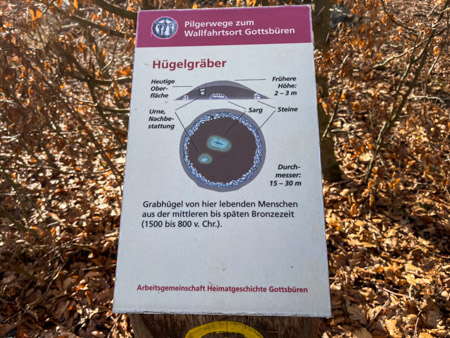 Pilgerwege zum
Wallfahrtsort Gottsbüren
Hügelgräber
Heutige
Ober-
fläche
Frühere
Höhe:
2 – 3 m
Urne,
Nachbe-
stattung
Sarg
Steine
Durch-
messer:
15 – 30 m
Grabhügel von hier lebenden Menschen
aus der mittleren bis späten Bronzezeit
(1500 bis 800 v. Chr.).
Arbeitsgemeinschaft Heimatgeschichte Gottsbüren